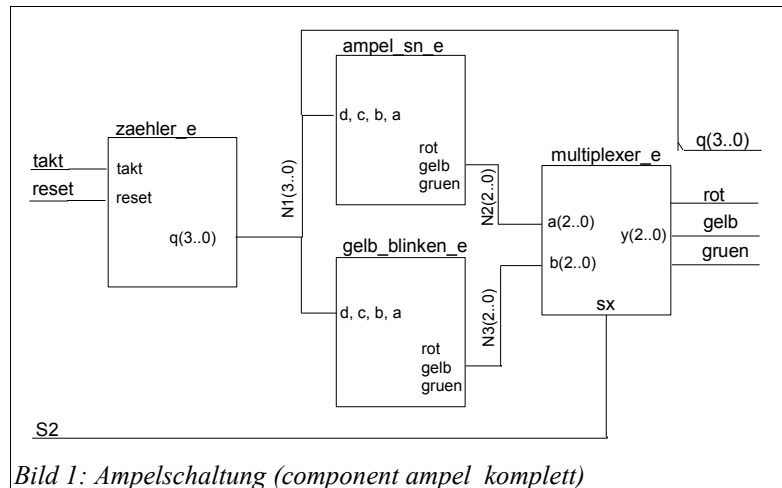 ampel_sn_e
d, c, b, a
rot
gelb
gruen
zaehler_e
takt
reset
takt
reset
q(3..0)
N1(3..0)
N2(2..0)
gelb_blinken_e
d, c, b, a
rot
gelb
gruen
N3(2..0)
multiplexer_e
a(2..0)
b(2..0)
y(2..0)
sx
q(3..0)
rot
gelb
gruen
S2
Bild 1: Ampelschaltung (component ampel_komplett)